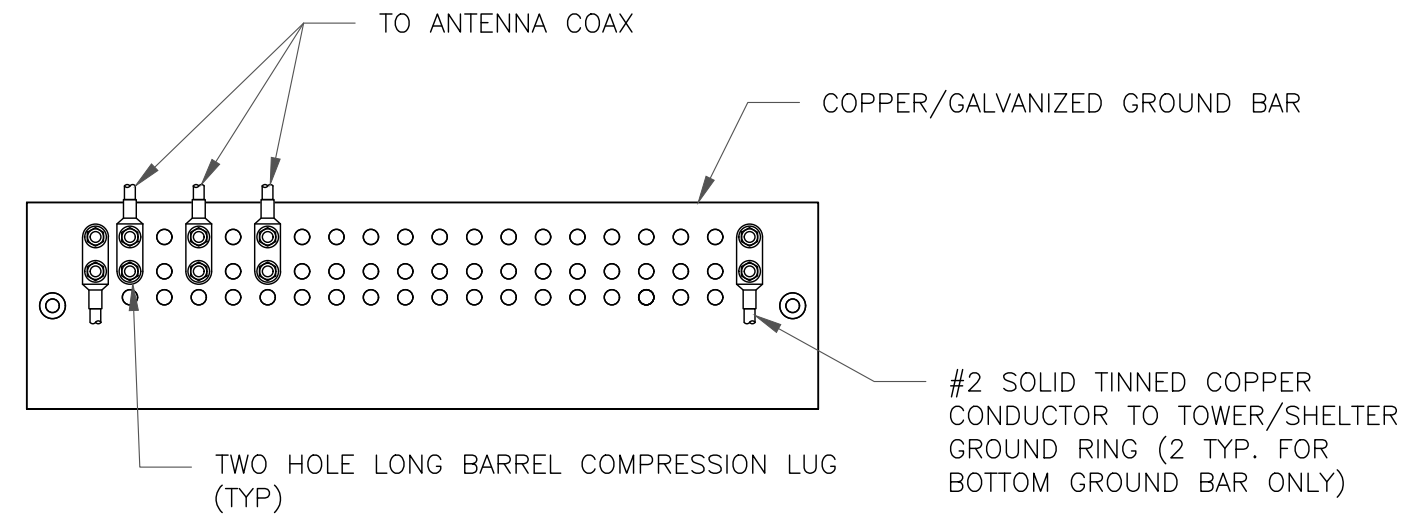 TO ANTENNA COAX
COPPER/GALVANIZED GROUND BAR
#2 SOLID TINNED COPPER
CONDUCTOR TO TOWER/SHELTER
GROUND RING (2 TYP. FOR
BOTTOM GROUND BAR ONLY)
TWO HOLE LONG BARREL COMPRESSION LUG
(TYP)